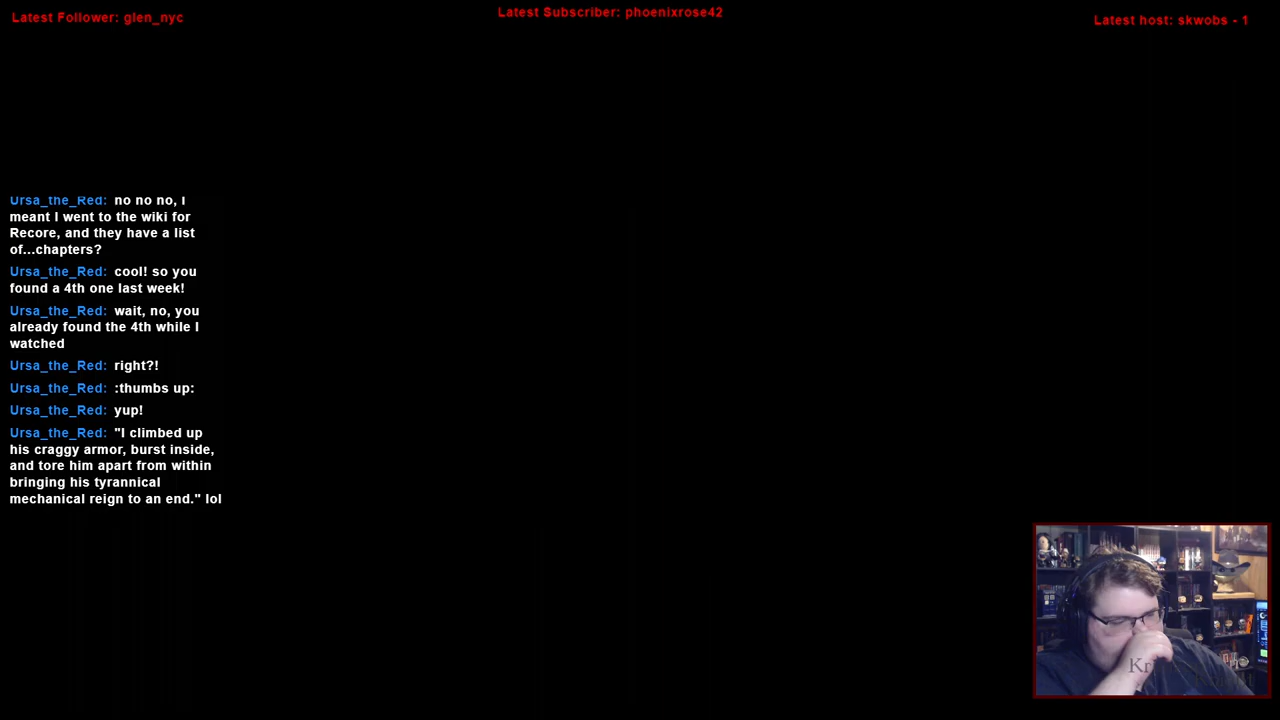 Latest Follower: glen_nyc
Latest Subscriber: phoenixrose42
Latest host: skwobs - 1
Ursa_the_Red: no no no, I
meant I went to the wiki for
Recore, and they have a list
of...chapters?
Ursa_the_Red: cool! so you
found a 4th one last week!
Ursa_the_Red: wait, no, you
already found the 4th while I
watched
Ursa_the_Red: right?!
Ursa_the_Red: :thumbs up:
Ursa_the_Red: yup!
Ursa_the_Red: "I climbed up
his craggy armor, burst inside,
and tore him apart from within
bringing his tyrannical
mechanical reign to an end." lol